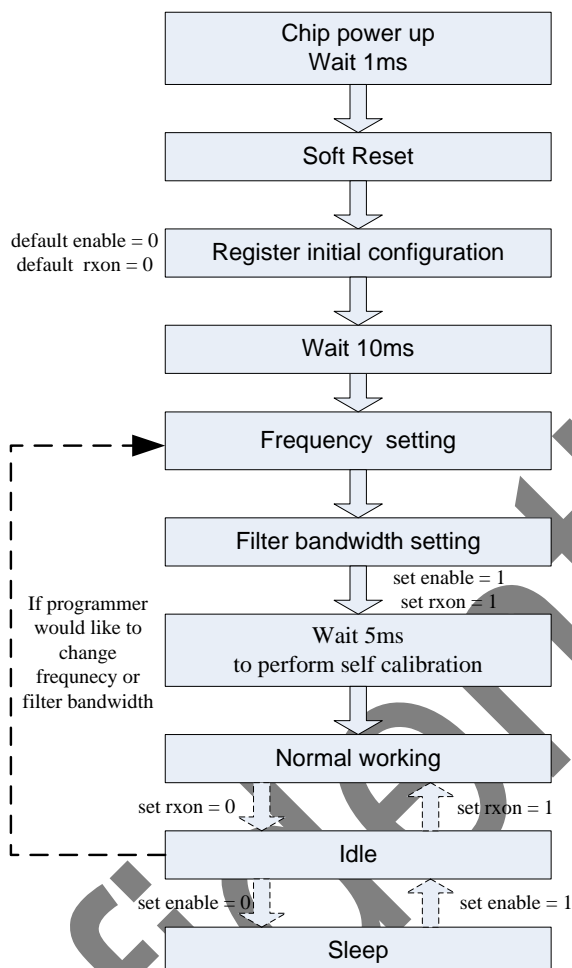 Chip power up
Wait 1ms
Soft Reset
default enable = 0
default rxon = 0
Register initial configuration
Wait 10ms
Frequency setting
Filter bandwidth setting
set enable = 1
set rxon = 1
If programmer
would like to
change
frequnecy or
filter bandwidth
Wait 5ms
to perform self calibration
Normal working
set rxon = 0
set rxon = 1
Idle
set enable = 0
set enable = 1
Sleep